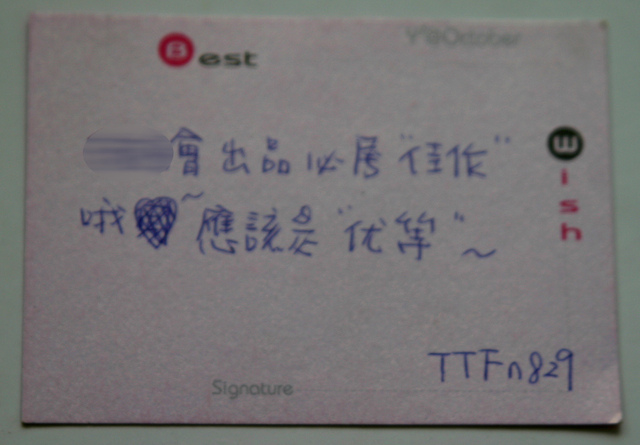 Best
Y'@October
會出品必屬"佳作"
哦~應該是"优等"~
Wish
TTFn829
Signature